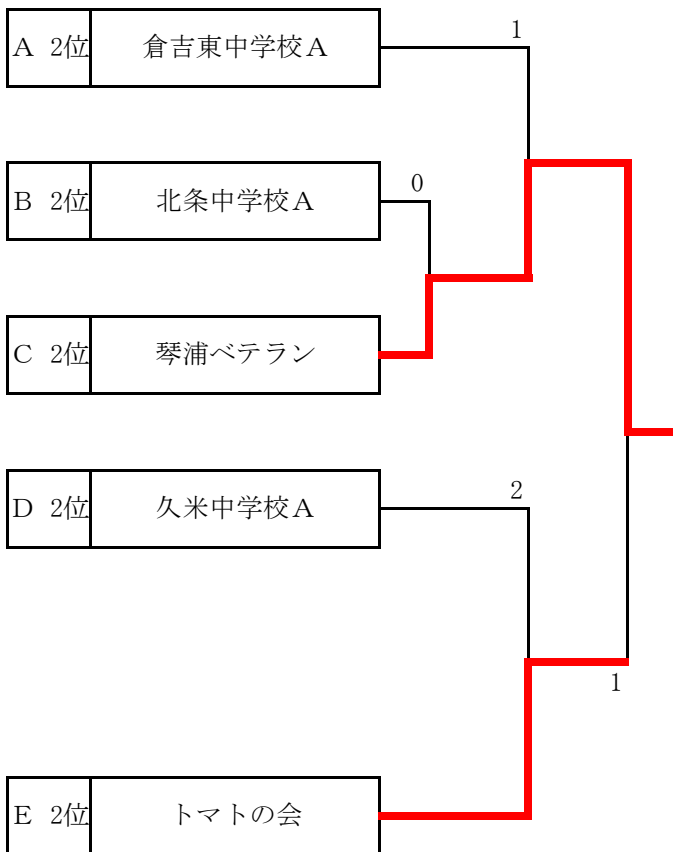 A 2位 倉吉東中学校A
1
B 2位 北条中学校A
0
C 2位 琴浦ベテラン
D 2位 久米中学校A
2
1
E 2位 トマトの会